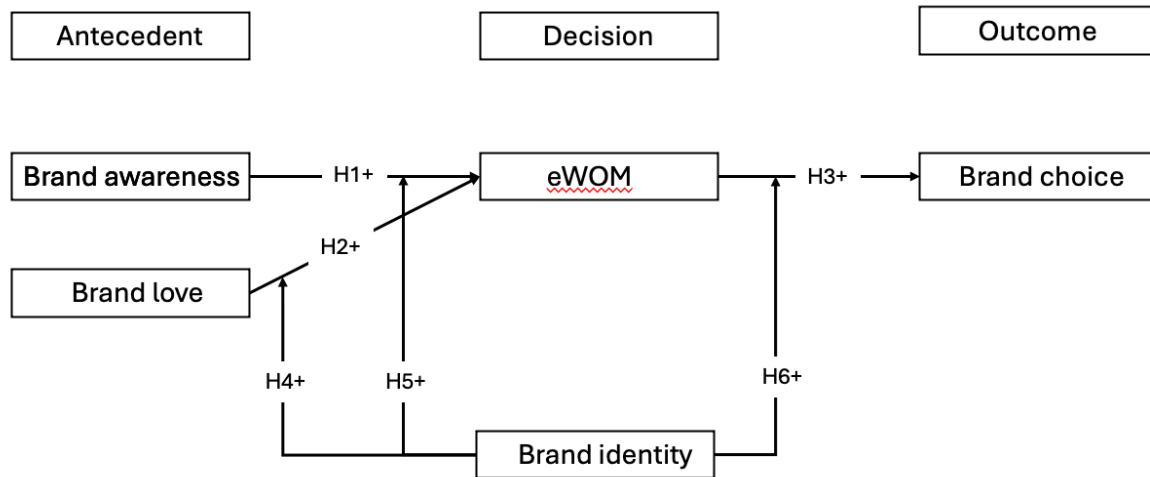 Antecedent
Decision
Outcome
Brand awareness
H1+
eWOM
H3+
Brand choice
H2+
Brand love
H4+
H5+
H6+
Brand identity